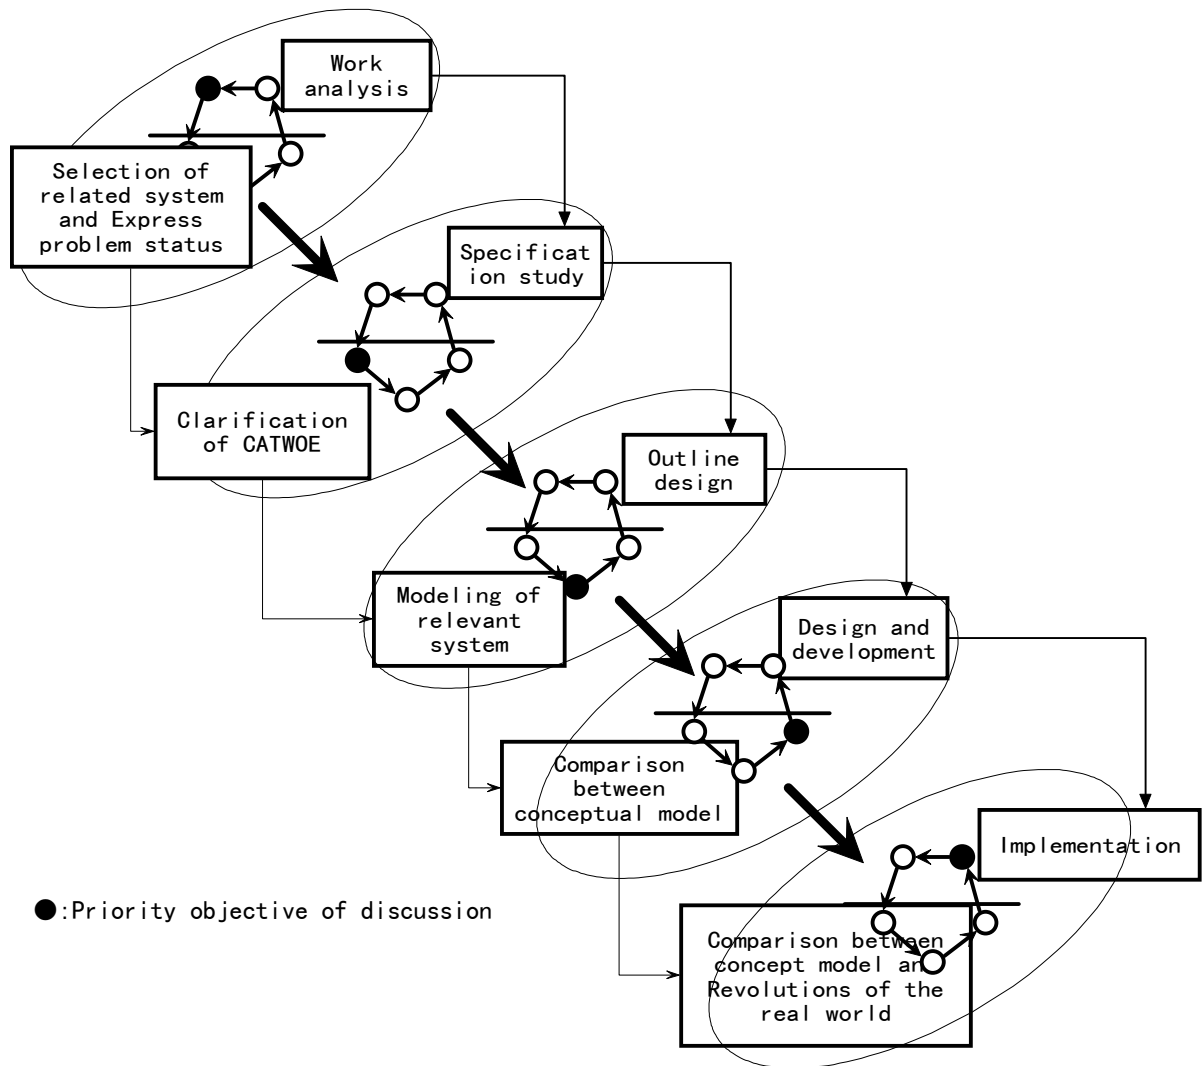 Work
analysis
Selection of
related system
and Express
problem status
Specificat
ion study
Clarification
of CATWOE
Outline
design
Modeling of
relevant
system
Design and
development
Comparison
between
conceptual model
Implementation
●:Priority objective of discussion
Comparison between
concept model and
Revolutions of the
real world